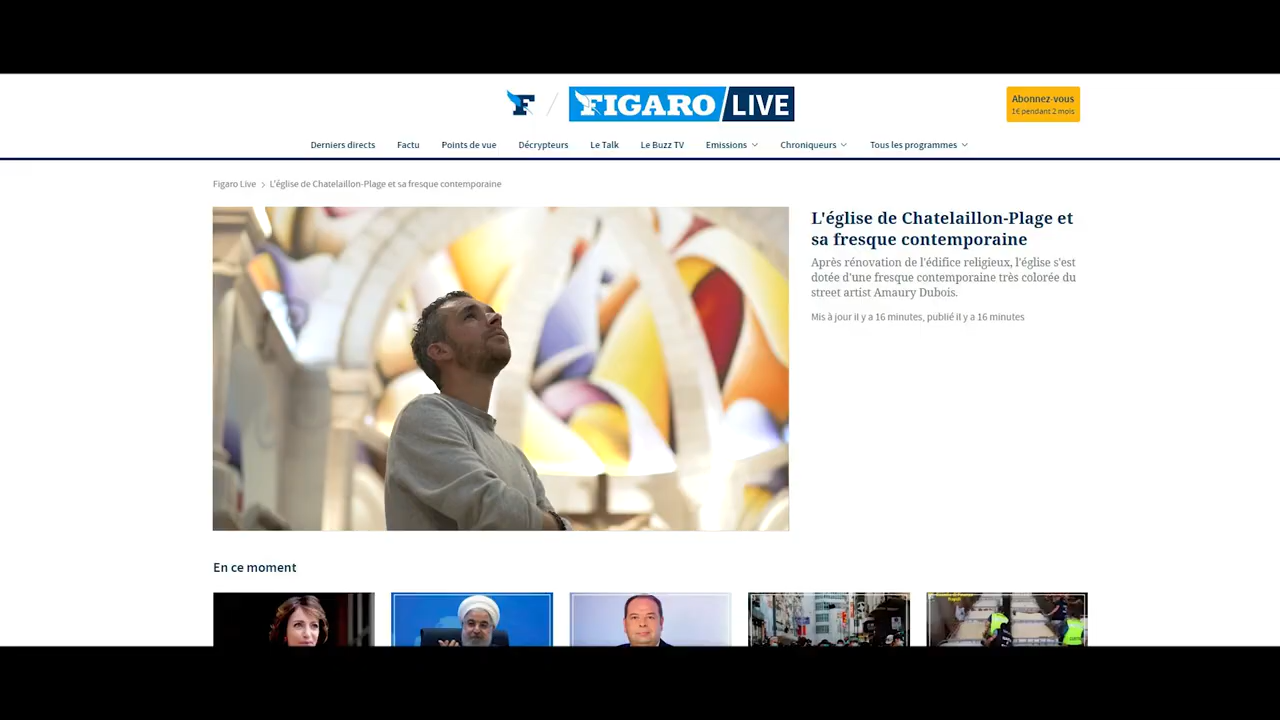 F / FIGARO LIVE
Abonnez-vous
1€ pendant 2 mois
Derniers directs Factu Points de vue Décrypteurs Le Talk Le Buzz TV Emissions Chroniqueurs Tous les programmes
Figaro Live > L'église de Chatelaillon-Plage et sa fresque contemporaine
L'église de Chatelaillon-Plage et
sa fresque contemporaine
Après rénovation de l'édifice religieux, l'église s'est
dotée d'une fresque contemporaine très colorée du
street artist Amaury Dubois.
Mis à jour il y a 16 minutes, publié il y a 16 minutes
En ce moment